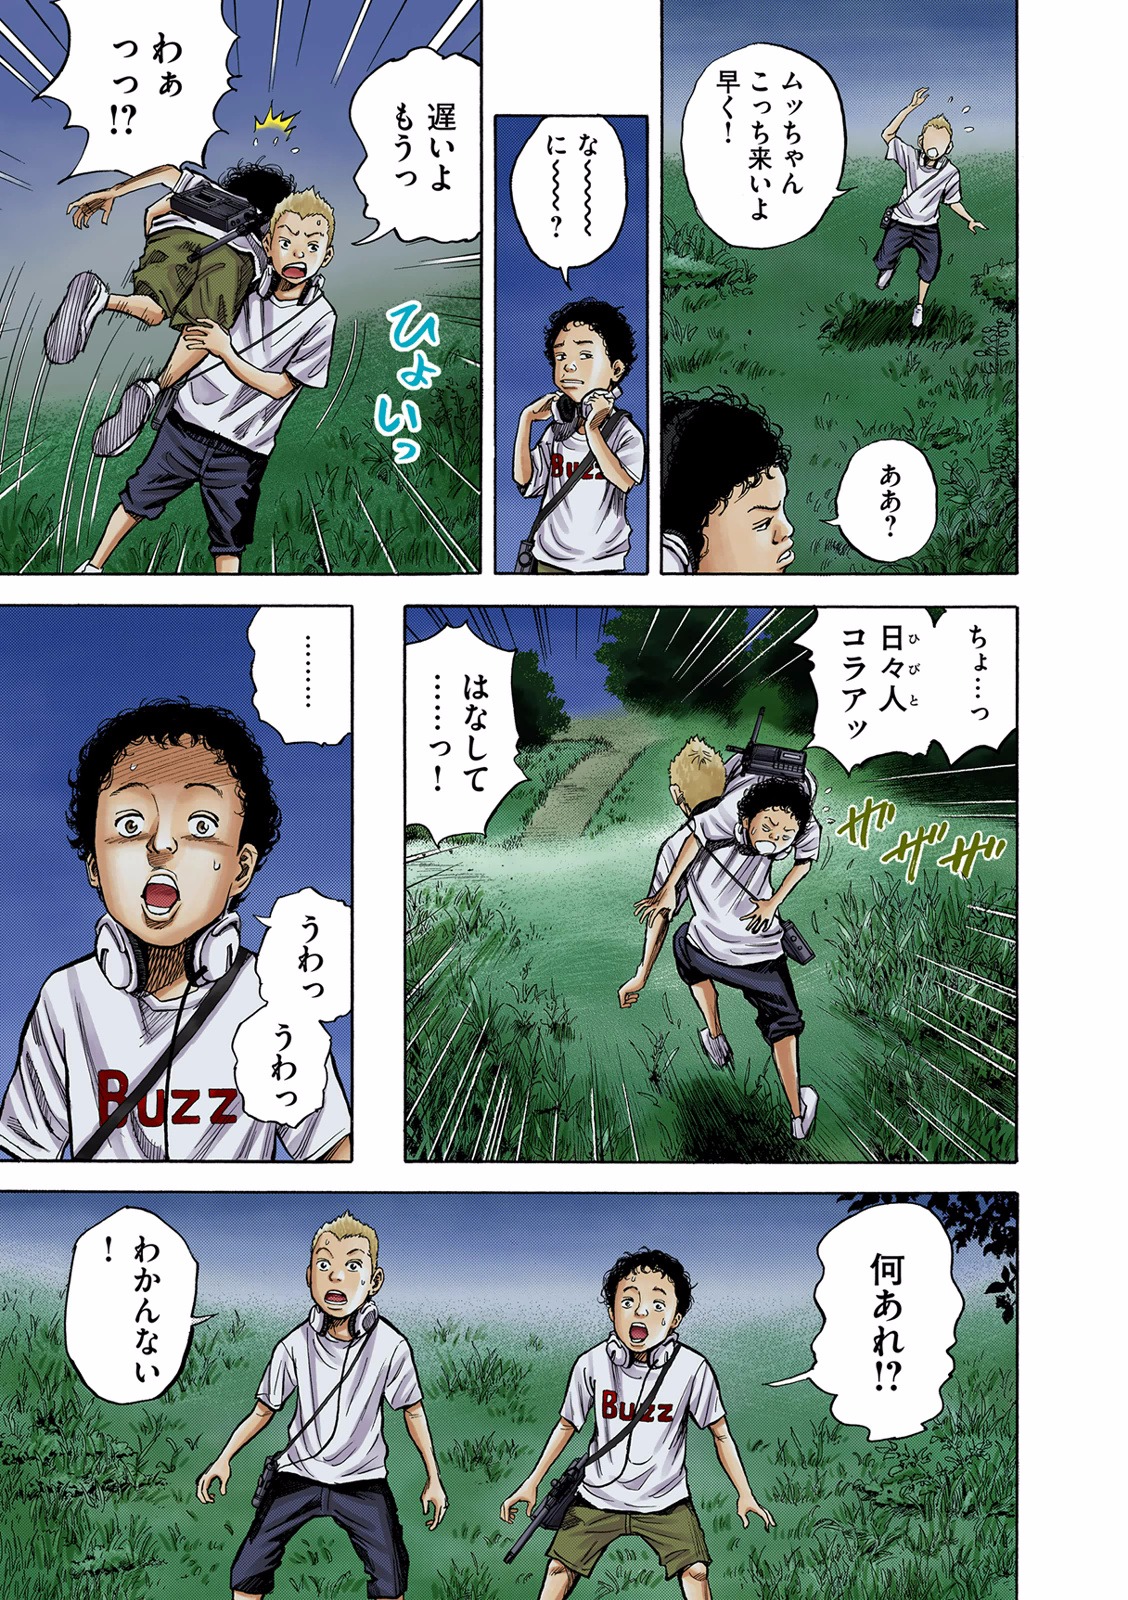 ムッちゃん
こっち来いよ
早く!
ああ?
な〜〜〜〜
に〜〜〜〜?
Buzz
遅いよ
もうっ
わぁ
っっ!?
ひょいっ
ちょ…っ
日々人
ひびと
コラアッ
ザザザ
はなして
………っ!
………
うわっ
うわっ
Buzz
何あれ!?
Buzz
わかんない
!